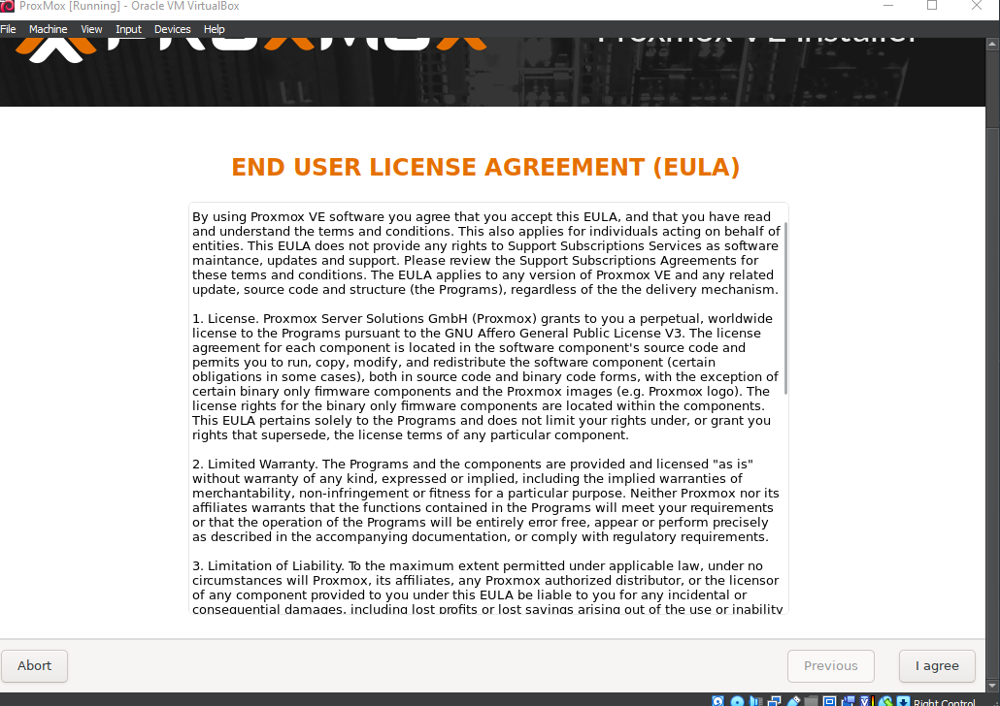 ProxMox [Running] - Oracle VM VirtualBox
File Machine View Input Devices Help
PROXMOX Proxmox VE Installer
END USER LICENSE AGREEMENT (EULA)
By using Proxmox VE software you agree that you accept this EULA, and that you have read
and understand the terms and conditions. This also applies for individuals acting on behalf of
entities. This EULA does not provide any rights to Support Subscriptions Services as software
maintance, updates and support. Please review the Support Subscriptions Agreements for
these terms and conditions. The EULA applies to any version of Proxmox VE and any related
update, source code and structure (the Programs), regardless of the the delivery mechanism.
1. License. Proxmox Server Solutions GmbH (Proxmox) grants to you a perpetual, worldwide
license to the Programs pursuant to the GNU Affero General Public License V3. The license
agreement for each component is located in the software component's source code and
permits you to run, copy, modify, and redistribute the software component (certain
obligations in some cases), both in source code and binary code forms, with the exception of
certain binary only firmware components and the Proxmox images (e.g. Proxmox logo). The
license rights for the binary only firmware components are located within the components.
This EULA pertains solely to the Programs and does not limit your rights under, or grant you
rights that supersede, the license terms of any particular component.
2. Limited Warranty. The Programs and the components are provided and licensed "as is"
without warranty of any kind, expressed or implied, including the implied warranties of
merchantability, non-infringement or fitness for a particular purpose. Neither Proxmox nor its
affiliates warrants that the functions contained in the Programs will meet your requirements
or that the operation of the Programs will be entirely error free, appear or perform precisely
as described in the accompanying documentation, or comply with regulatory requirements.
3. Limitation of Liability. To the maximum extent permitted under applicable law, under no
circumstances will Proxmox, its affiliates, any Proxmox authorized distributor, or the licensor
of any component provided to you under this EULA be liable to you for any incidental or
consequential damages, including lost profits or lost savings arising out of the use or inability
Abort Previous I agree
Right Control